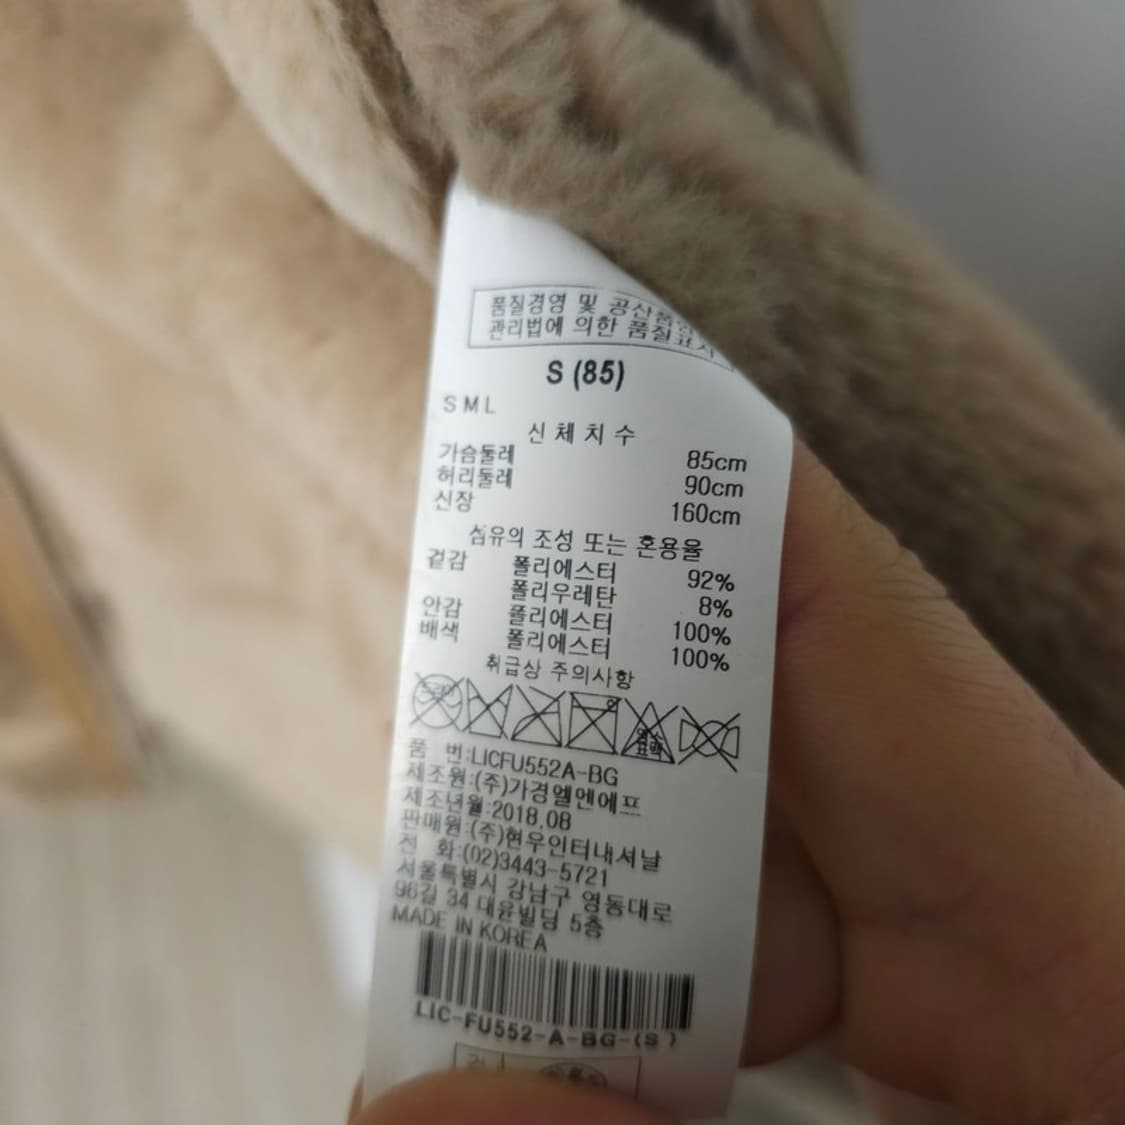 품질경영 및 공산품안
관리법에 의한 품질표시
S (85)
S M L
신체치수
가슴둘레 85cm
허리둘레 90cm
신장 160cm
섬유의 조성 또는 혼용율
겉감 폴리에스터 92%
폴리우레탄 8%
안감 폴리에스터 100%
배색 폴리에스터 100%
취급상 주의사항
드라이
염소
표백
품 번:LICFU552A-BG
제조원:(주)가경엘엔에프
제조년월:2018.08
판매원:(주)현우인터내셔날
전 화:(02)3443-5721
서울특별시 강남구 영동대로
96길 34 대윤빌딩 5층
MADE IN KOREA
LIC-FU552-A-BG-(S)